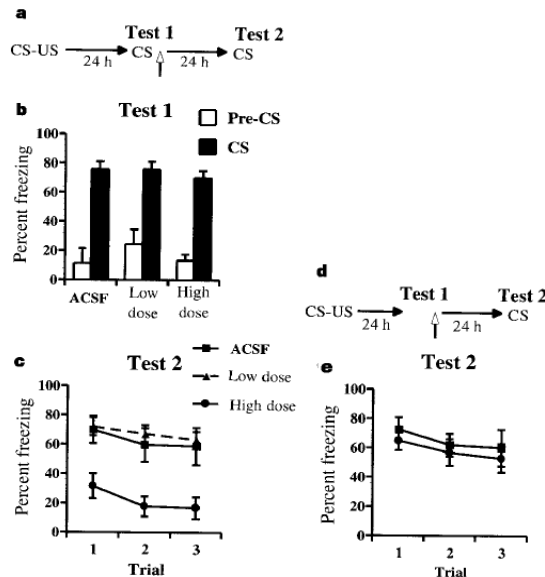 a
Test 1
Test 2
CS-US
24 h
CS
24 h
CS
b
Test 1
Pre-CS
CS
Percent freezing
100
80
60
40
20
0
ACSF
Low dose
High dose
c
Test 2
ACSF
Low dose
High dose
Percent freezing
100
80
60
40
20
0
1 2 3
Trial
d
Test 1
Test 2
CS-US
24 h
24 h
CS
e
Test 2
Percent freezing
100
80
60
40
20
0
1 2 3
Trial